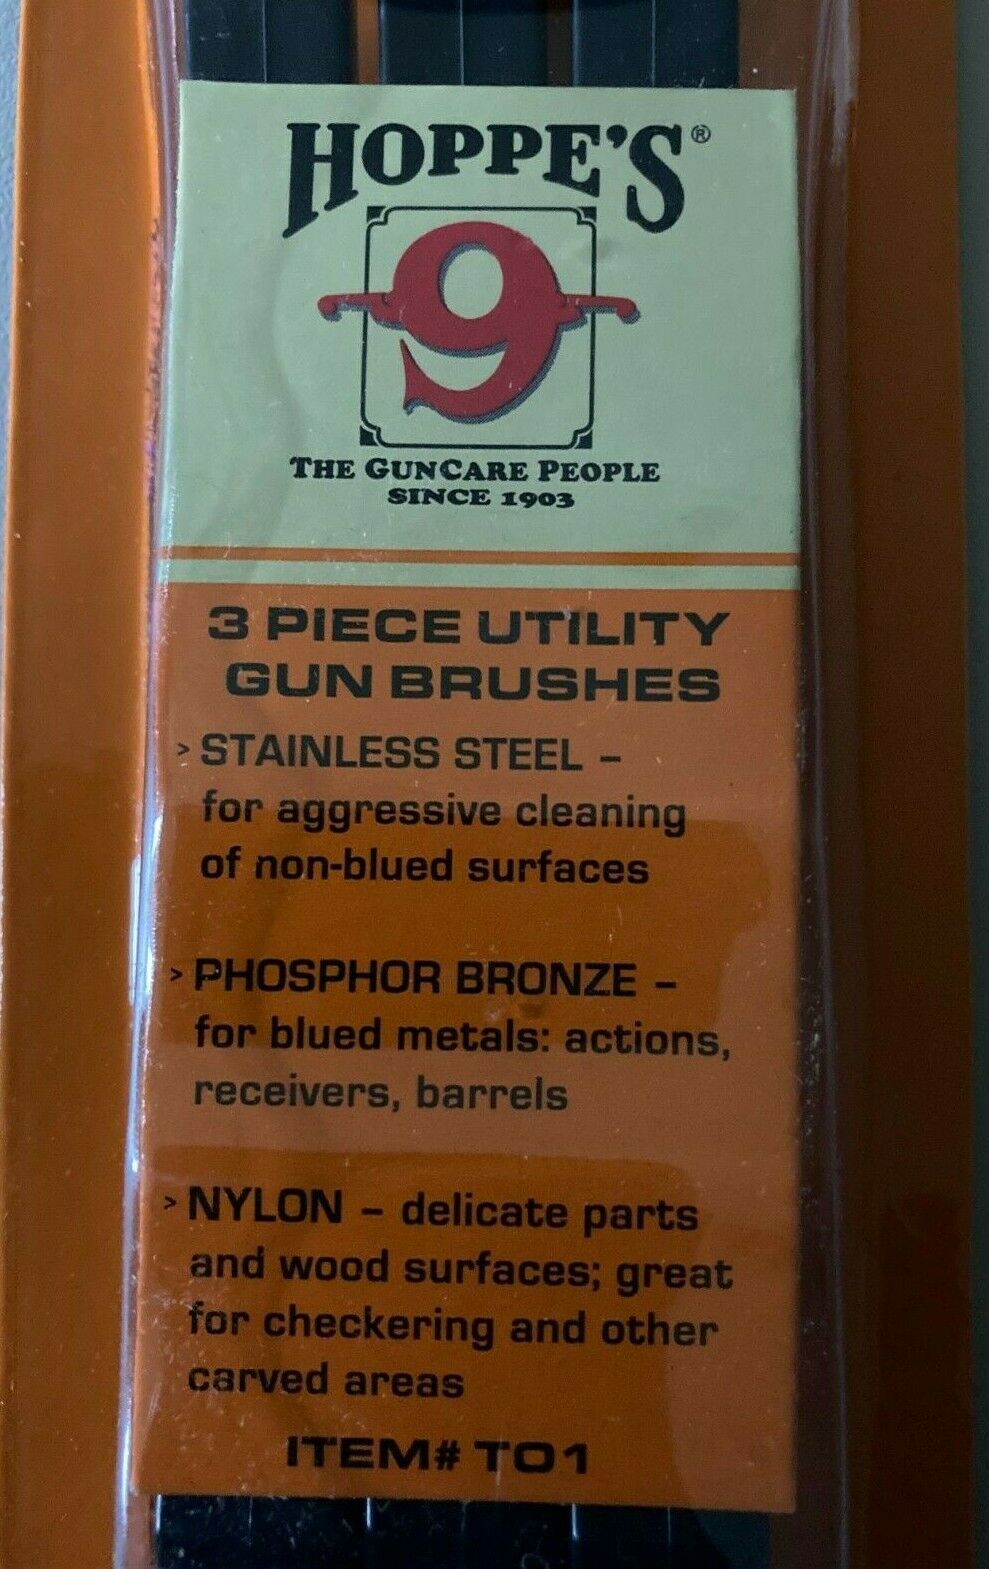 HOPPE'S®
9
THE GUNCARE PEOPLE
SINCE 1903
3 PIECE UTILITY
GUN BRUSHES
> STAINLESS STEEL –
for aggressive cleaning
of non-blued surfaces
> PHOSPHOR BRONZE –
for blued metals: actions,
receivers, barrels
> NYLON – delicate parts
and wood surfaces; great
for checkering and other
carved areas
ITEM# TO1